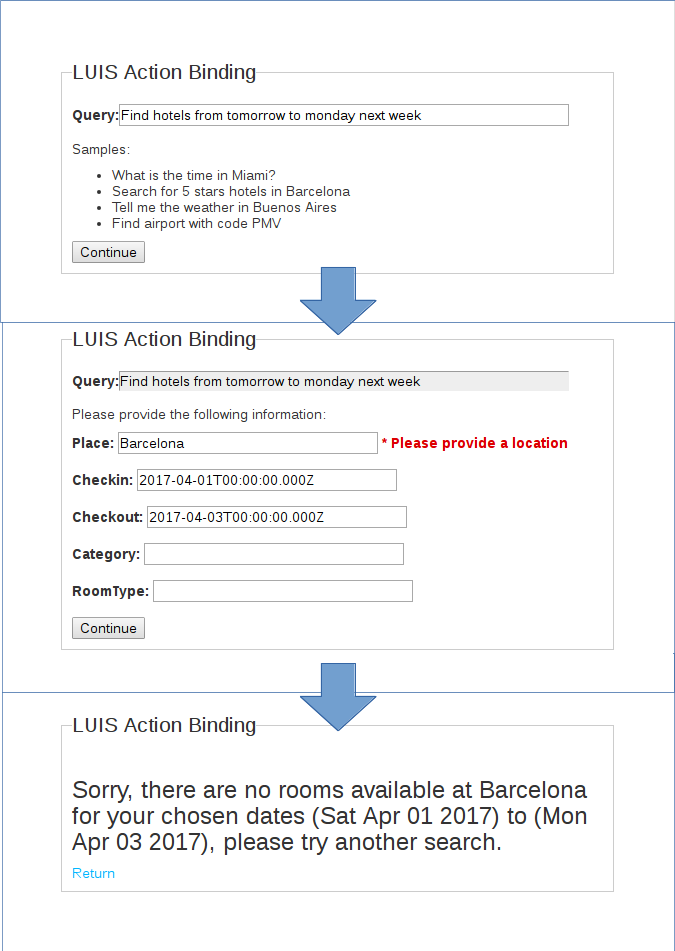 LUIS Action Binding
Query: Find hotels from tomorrow to monday next week
Samples:
• What is the time in Miami?
• Search for 5 stars hotels in Barcelona
• Tell me the weather in Buenos Aires
• Find airport with code PMV
Continue
LUIS Action Binding
Query: Find hotels from tomorrow to monday next week
Please provide the following information:
Place: Barcelona * Please provide a location
Checkin: 2017-04-01T00:00:00.000Z
Checkout: 2017-04-03T00:00:00.000Z
Category:
RoomType:
Continue
LUIS Action Binding
Sorry, there are no rooms available at Barcelona
for your chosen dates (Sat Apr 01 2017) to (Mon
Apr 03 2017), please try another search.
Return